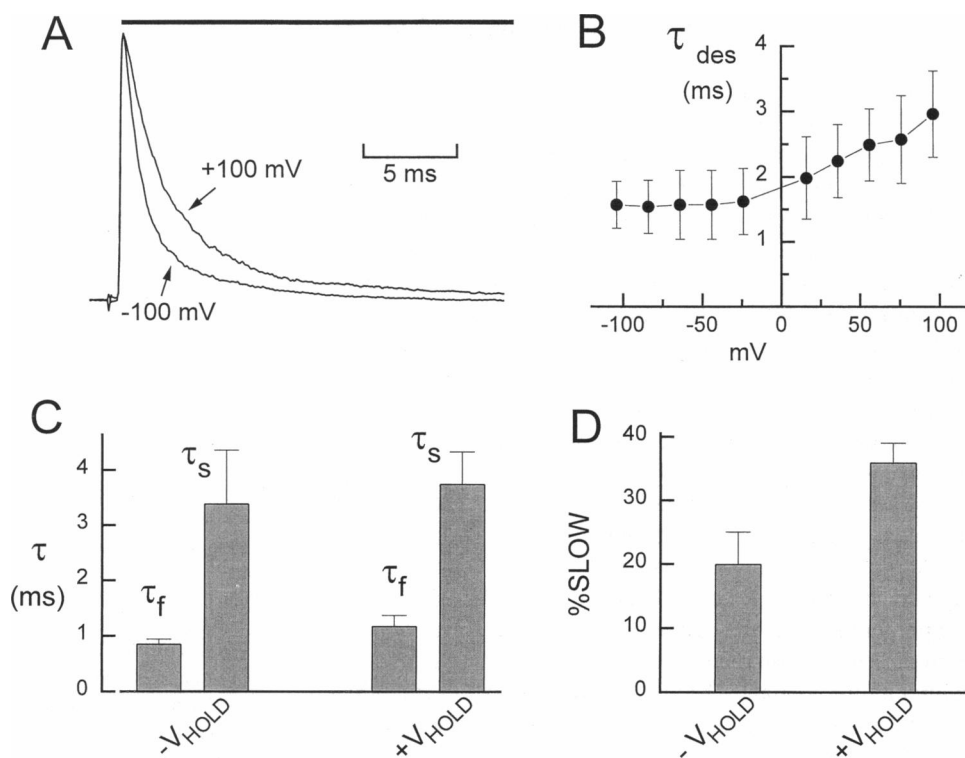 A
+100 mV
-100 mV
5 ms
B
τ des
(ms)
4
3
2
1
-100 -50 0 50 100
mV
C
τ
(ms)
4
3
2
1
0
τf
τs
τf
τs
-VHOLD
+VHOLD
D
%SLOW
40
30
20
10
0
- VHOLD
+VHOLD